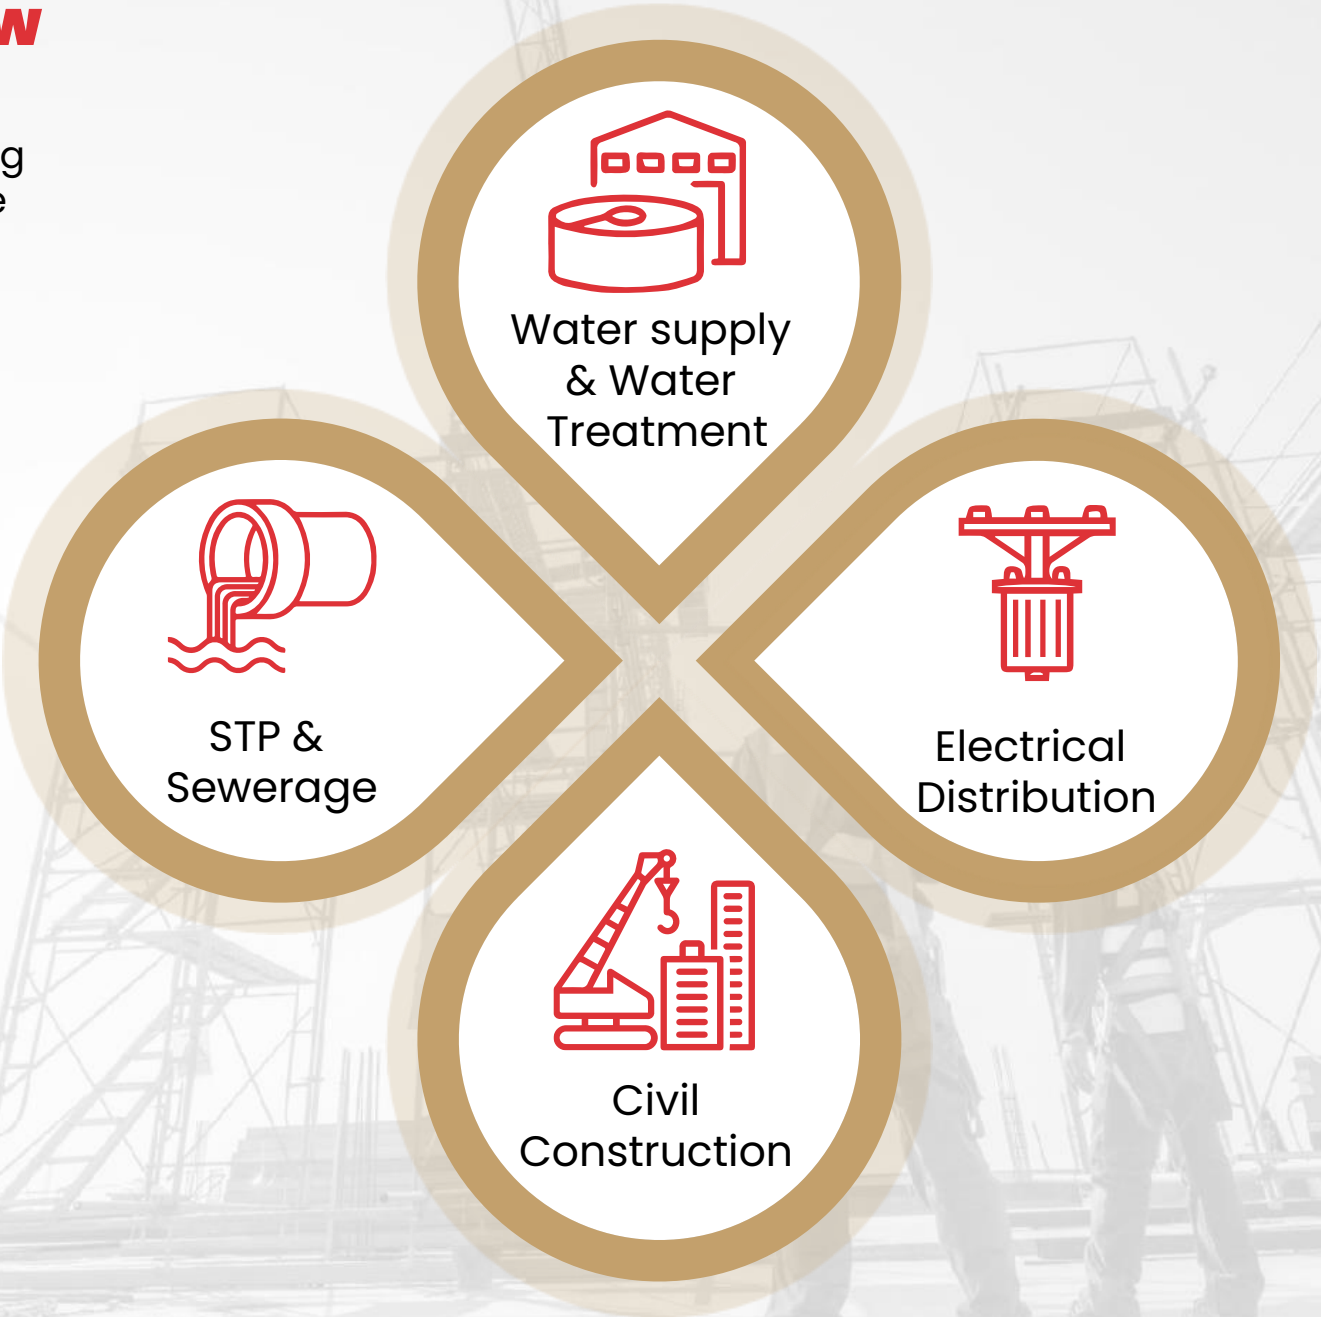 Water supply
& Water
Treatment
STP &
Sewerage
Electrical
Distribution
Civil
Construction